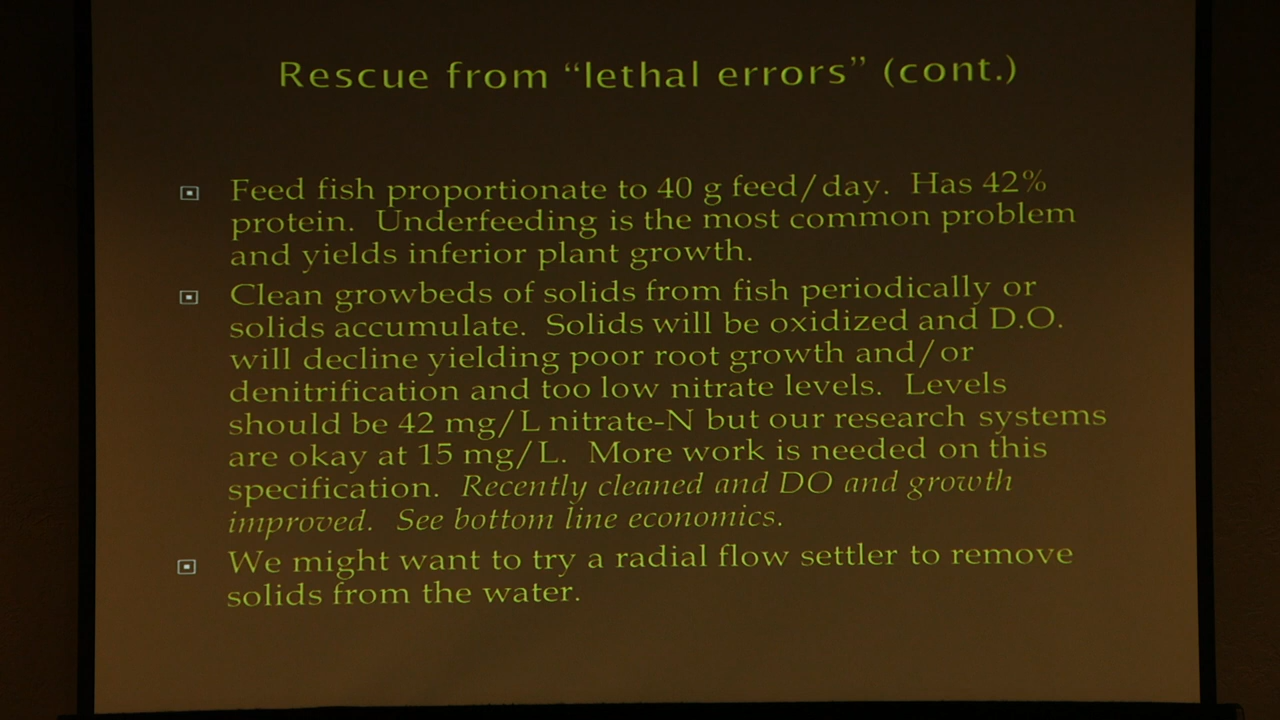 Rescue from “lethal errors” (cont.)
Feed fish proportionate to 40 g feed/day.  Has 42%
protein.  Underfeeding is the most common problem
and yields inferior plant growth.
Clean growbeds of solids from fish periodically or
solids accumulate.  Solids will be oxidized and D.O.
will decline yielding poor root growth and/or
denitrification and too low nitrate levels.  Levels
should be 42 mg/L nitrate-N but our research systems
are okay at 15 mg/L.  More work is needed on this
specification.  Recently cleaned and DO and growth
improved.  See bottom line economics.
We might want to try a radial flow settler to remove
solids from the water.